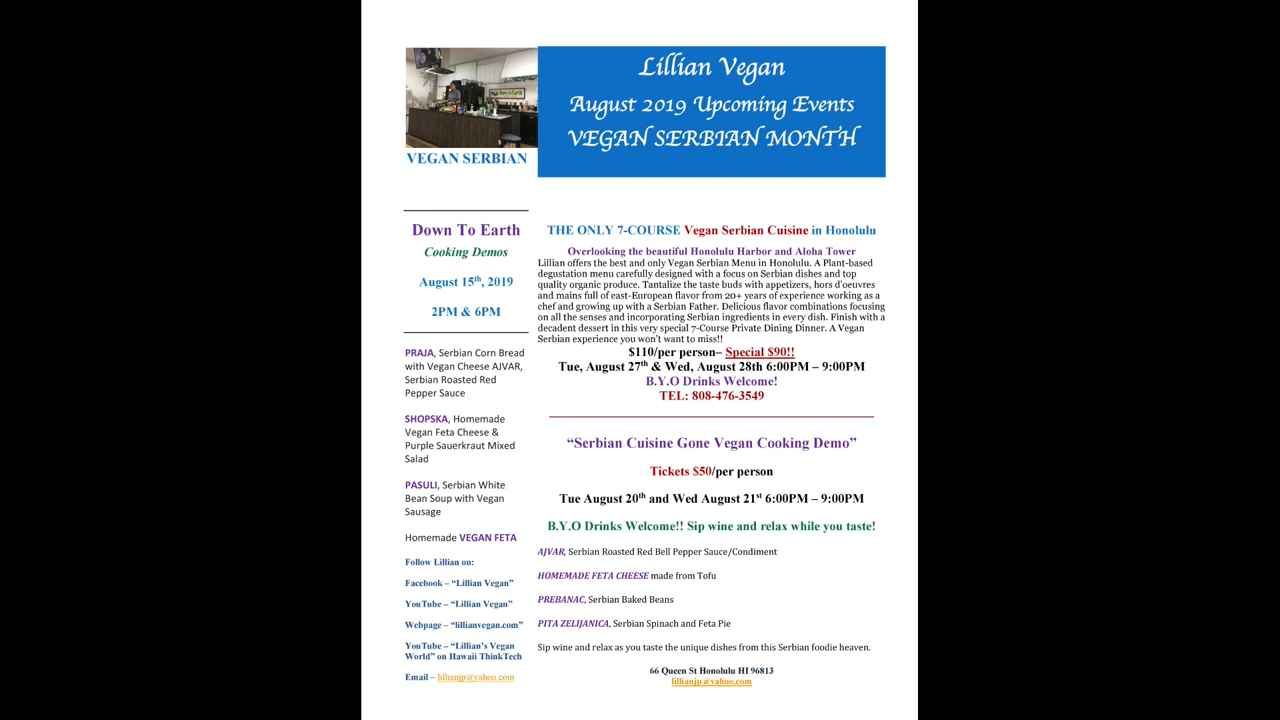 Lillian Vegan
August 2019 Upcoming Events
VEGAN SERBIAN MONTH
VEGAN SERBIAN
Down To Earth
Cooking Demos
August 15th, 2019
2PM & 6PM
PRAJA, Serbian Corn Bread
with Vegan Cheese AJVAR,
Serbian Roasted Red
Pepper Sauce
SHOPSKA, Homemade
Vegan Feta Cheese &
Purple Sauerkraut Mixed
Salad
PASULI, Serbian White
Bean Soup with Vegan
Sausage
Homemade VEGAN FETA
Follow Lillian on:
Facebook – “Lillian Vegan”
YouTube – “Lillian Vegan”
Webpage – “lillianvegan.com”
YouTube – “Lillian’s Vegan
World” on Hawaii ThinkTech
Email – lillianjp@yahoo.com
THE ONLY 7-COURSE Vegan Serbian Cuisine in Honolulu
Overlooking the beautiful Honolulu Harbor and Aloha Tower
Lillian offers the best and only Vegan Serbian Menu in Honolulu. A Plant-based
degustation menu carefully designed with a focus on Serbian dishes and top
quality organic produce. Tantalize the taste buds with appetizers, hors d'oeuvres
and mains full of east-European flavor from 20+ years of experience working as a
chef and growing up with a Serbian Father. Delicious flavor combinations focusing
on all the senses and incorporating Serbian ingredients in every dish. Finish with a
decadent dessert in this very special 7-Course Private Dining Dinner. A Vegan
Serbian experience you won't want to miss!!
$110/per person– Special $90!!
Tue, August 27th & Wed, August 28th 6:00PM – 9:00PM
B.Y.O Drinks Welcome!
TEL: 808-476-3549
“Serbian Cuisine Gone Vegan Cooking Demo”
Tickets $50/per person
Tue August 20th and Wed August 21st 6:00PM – 9:00PM
B.Y.O Drinks Welcome!! Sip wine and relax while you taste!
AJVAR, Serbian Roasted Red Bell Pepper Sauce/Condiment
HOMEMADE FETA CHEESE made from Tofu
PREBANAC, Serbian Baked Beans
PITA ZELIJANICA, Serbian Spinach and Feta Pie
Sip wine and relax as you taste the unique dishes from this Serbian foodie heaven.
66 Queen St Honolulu HI 96813
lillianjp@yahoo.com